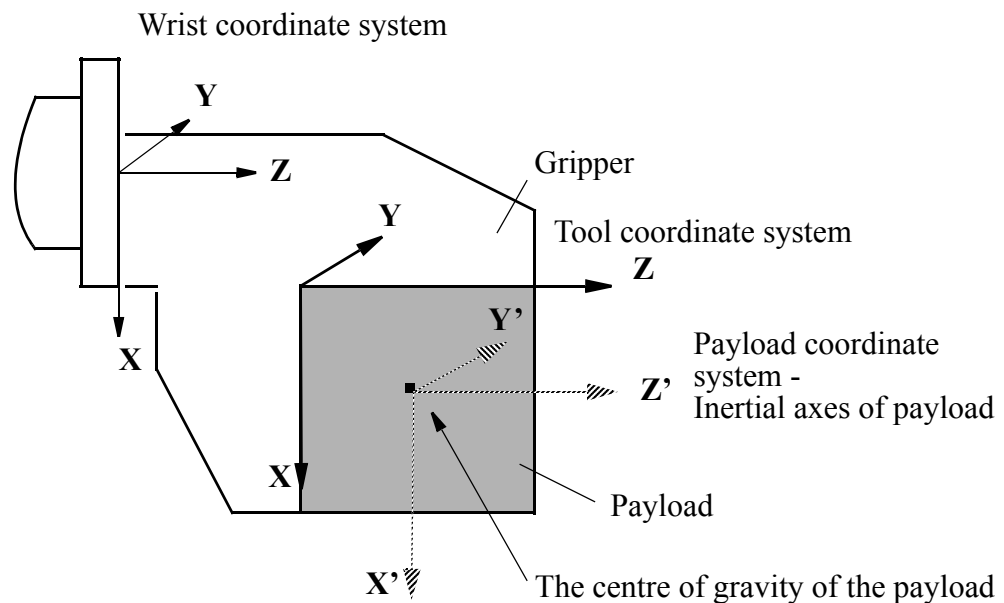 Wrist coordinate system
Y
Z
Gripper
Y
Tool coordinate system
Z
X
Y’
Payload coordinate
system -
Inertial axes of payload
Z’
X
Payload
X’
The centre of gravity of the payload